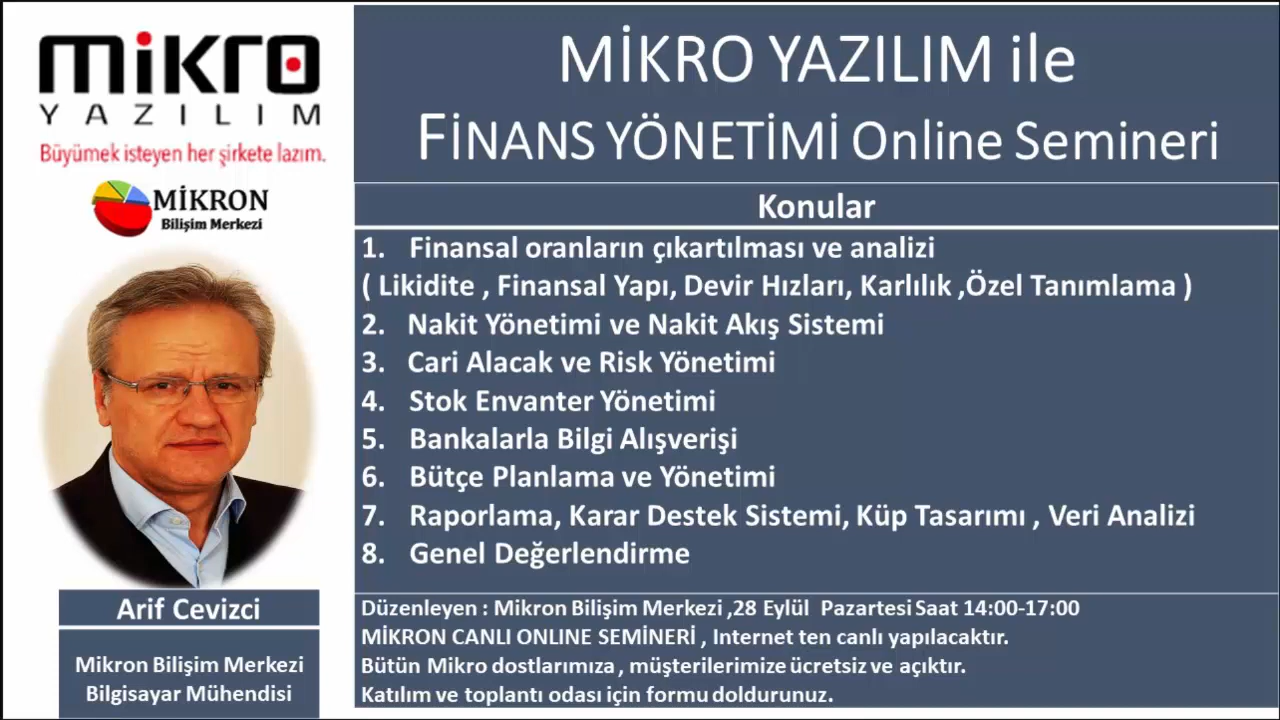 mikro
YAZILIM
Büyümek isteyen her şirkete lazım.
MİKRON
Bilişim Merkezi
Arif Cevizci
Mikron Bilişim Merkezi
Bilgisayar Mühendisi
MİKRO YAZILIM ile
FİNANS YÖNETİMİ Online Semineri
Konular
1. Finansal oranların çıkartılması ve analizi
( Likidite , Finansal Yapı, Devir Hızları, Karlılık ,Özel Tanımlama )
2. Nakit Yönetimi ve Nakit Akış Sistemi
3. Cari Alacak ve Risk Yönetimi
4. Stok Envanter Yönetimi
5. Bankalarla Bilgi Alışverişi
6. Bütçe Planlama ve Yönetimi
7. Raporlama, Karar Destek Sistemi, Küp Tasarımı , Veri Analizi
8. Genel Değerlendirme
Düzenleyen : Mikron Bilişim Merkezi ,28 Eylül Pazartesi Saat 14:00-17:00
MİKRON CANLI ONLINE SEMİNERİ , Internet ten canlı yapılacaktır.
Bütün Mikro dostlarımıza , müşterilerimize ücretsiz ve açıktır.
Katılım ve toplantı odası için formu doldurunuz.